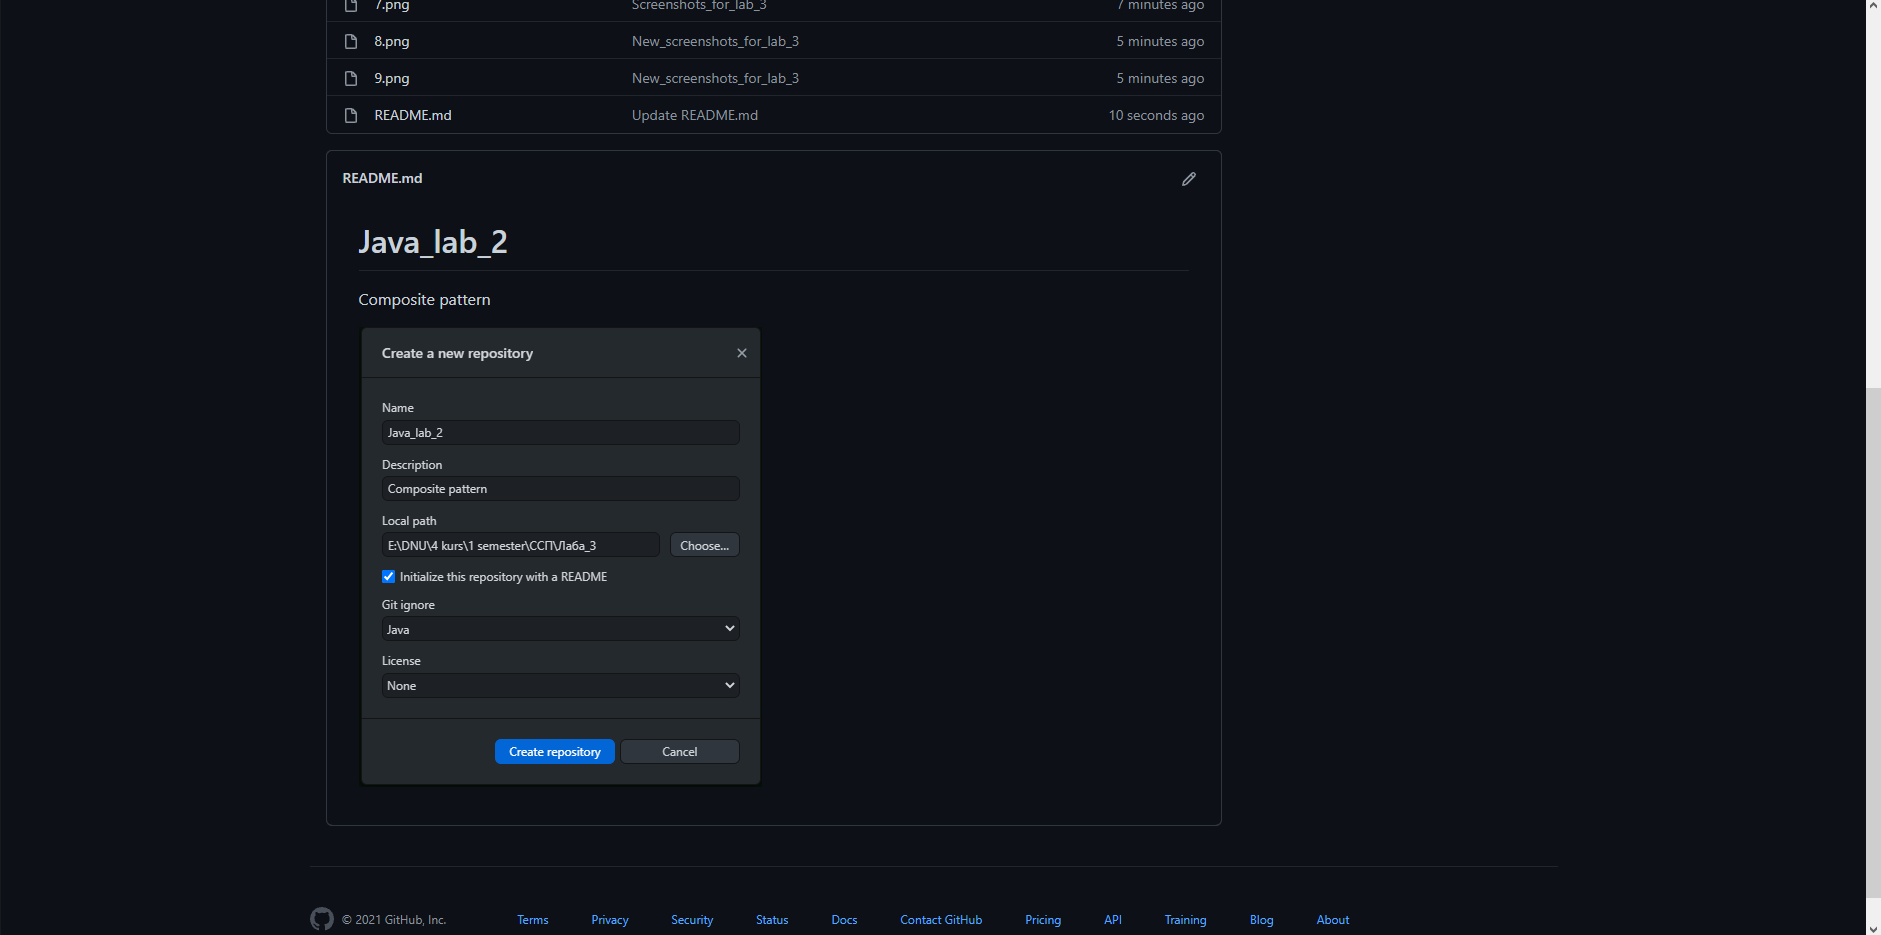 7.png Screenshots_for_lab_3 7 minutes ago
8.png New_screenshots_for_lab_3 5 minutes ago
9.png New_screenshots_for_lab_3 5 minutes ago
README.md Update README.md 10 seconds ago
README.md
Java_lab_2
Composite pattern
Create a new repository
Name
Java_lab_2
Description
Composite pattern
Local path
E:\DNU\4 kurs\1 semester\ССП\Лаба_3 Choose...
Initialize this repository with a README
Git ignore
Java
License
None
Create repository Cancel
© 2021 GitHub, Inc. Terms Privacy Security Status Docs Contact GitHub Pricing API Training Blog About